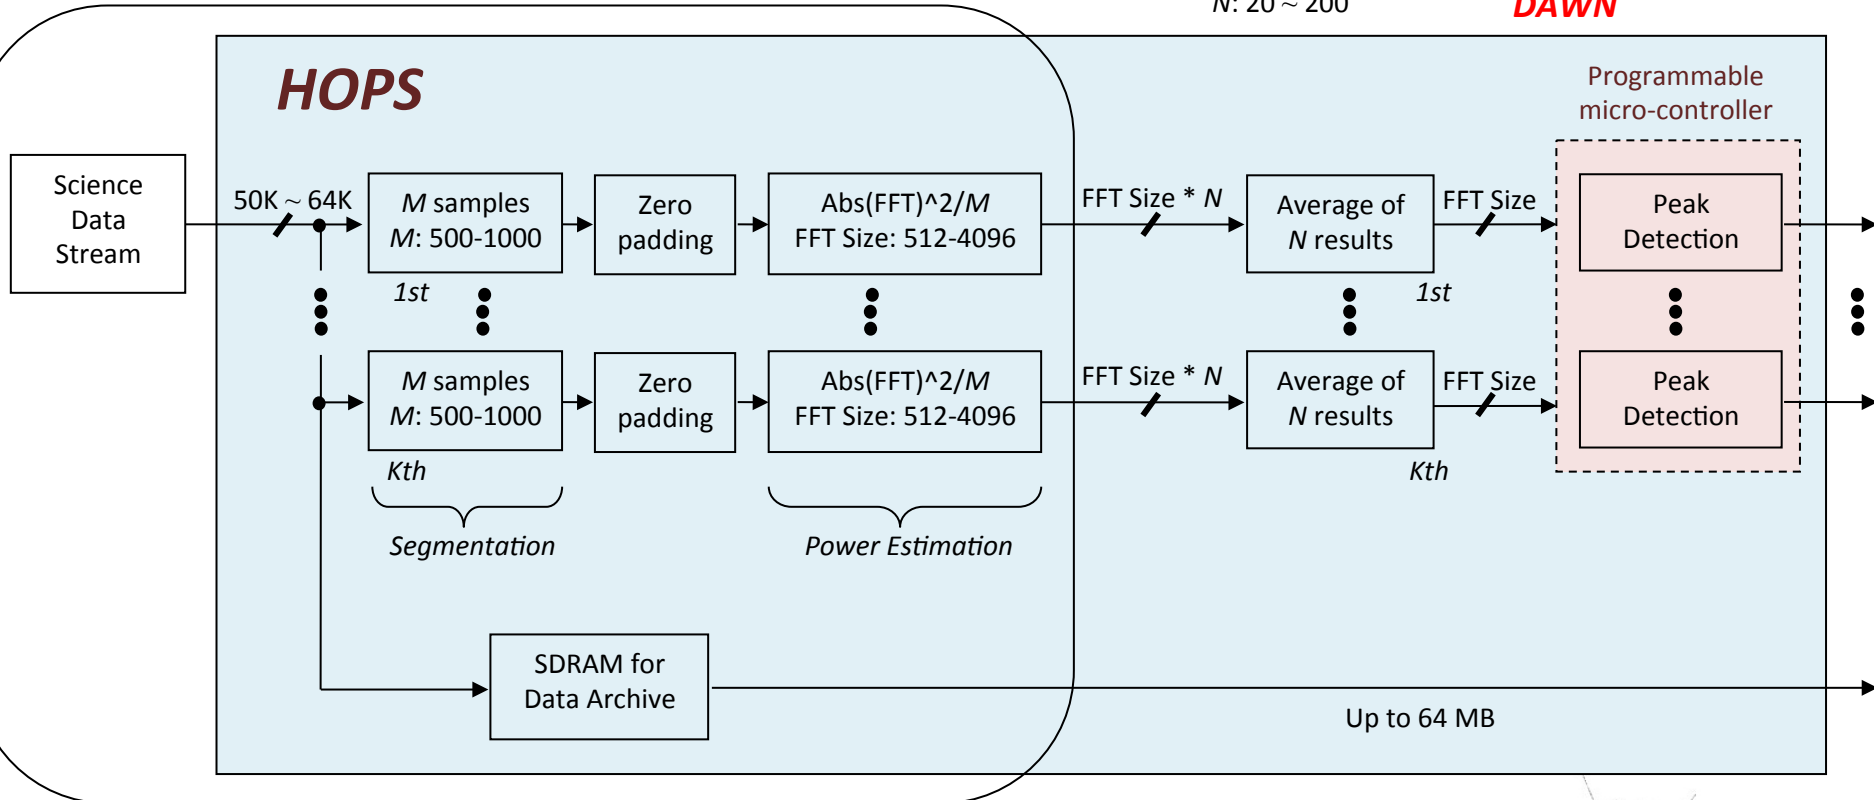 N: 20 ~ 200
DAWN
HOPS
Programmable
micro-controller
Science
Data
Stream
50K ~ 64K
M samples
M: 500-1000
Zero
padding
Abs(FFT)^2/M
FFT Size: 512-4096
FFT Size * N
Average of
N results
FFT Size
Peak
Detection
1st
1st
M samples
M: 500-1000
Zero
padding
Abs(FFT)^2/M
FFT Size: 512-4096
FFT Size * N
Average of
N results
FFT Size
Peak
Detection
Kth
Kth
Segmentation
Power Estimation
SDRAM for
Data Archive
Up to 64 MB